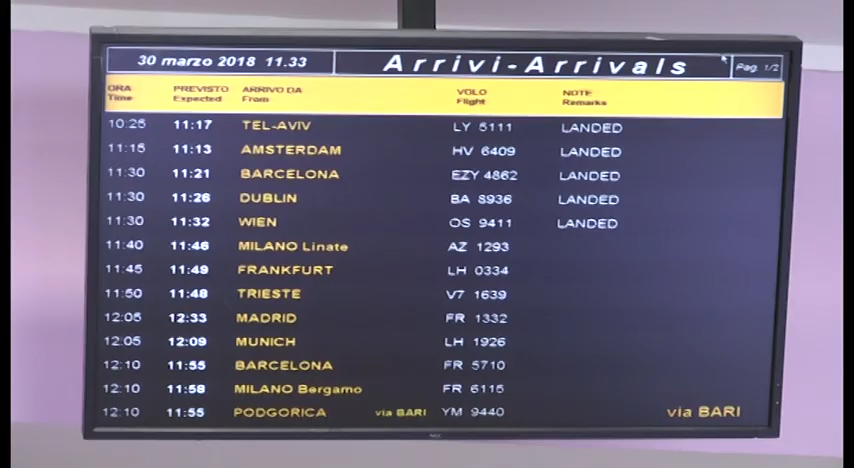 30 marzo 2018 11.33 Arrivi-Arrivals Pag. 1/2
ORA PREVISTO ARRIVO DA VOLO NOTE
Time Expected From Flight Remarks
10:25 11:17 TEL-AVIV LY 5111 LANDED
11:15 11:13 AMSTERDAM HV 6409 LANDED
11:30 11:21 BARCELONA EZY 4862 LANDED
11:30 11:26 DUBLIN BA 8936 LANDED
11:30 11:32 WIEN OS 9411 LANDED
11:40 11:46 MILANO Linate AZ 1293
11:45 11:49 FRANKFURT LH 0334
11:50 11:48 TRIESTE V7 1639
12:05 12:33 MADRID FR 1332
12:05 12:09 MUNICH LH 1926
12:10 11:55 BARCELONA FR 5710
12:10 11:58 MILANO Bergamo FR 6115
12:10 11:55 PODGORICA via BARI YM 9440 via BARI
NEC